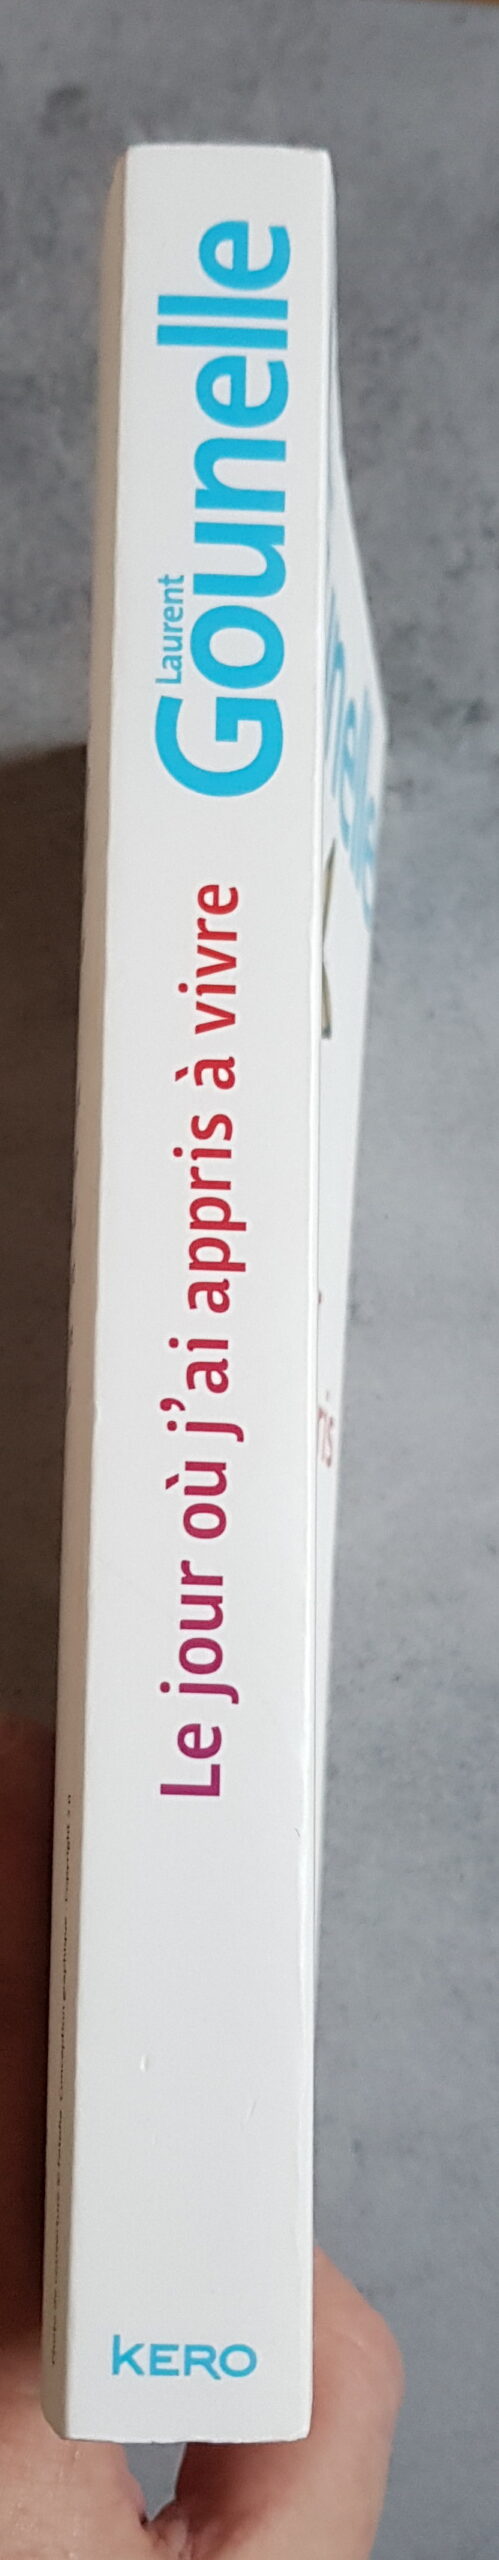 Laurent
Gounelle
Le jour où j'ai appris à vivre
KERO